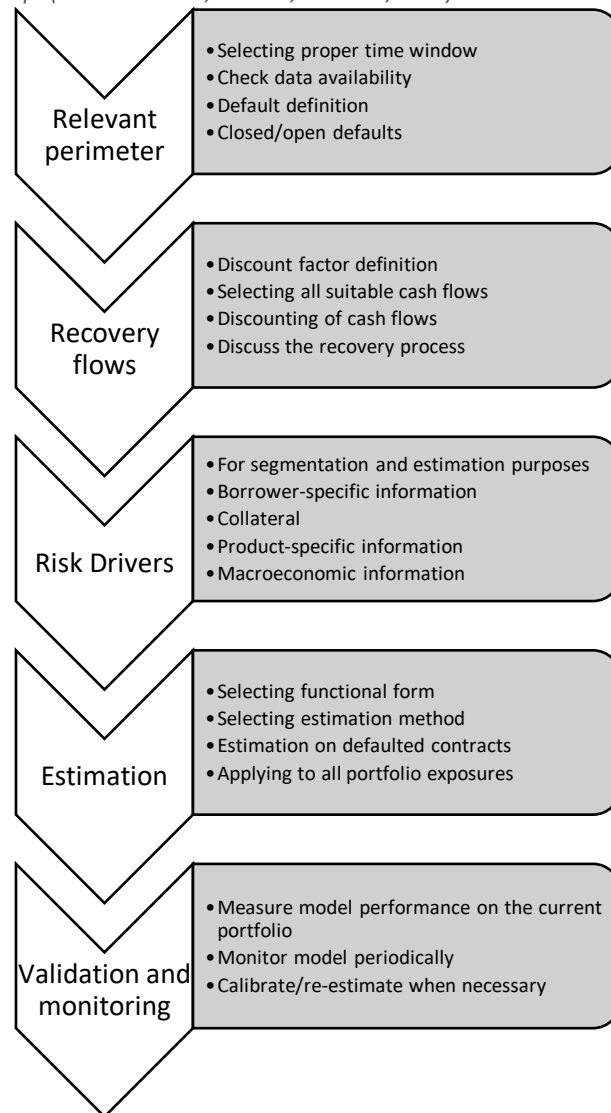 • Selecting proper time window
• Check data availability
• Default definition
• Closed/open defaults
Relevant
perimeter
• Discount factor definition
• Selecting all suitable cash flows
• Discounting of cash flows
• Discuss the recovery process
Recovery
flows
• For segmentation and estimation purposes
• Borrower-specific information
• Collateral
• Product-specific information
• Macroeconomic information
Risk Drivers
• Selecting functional form
• Selecting estimation method
• Estimation on defaulted contracts
• Applying to all portfolio exposures
Estimation
• Measure model performance on the current
portfolio
• Monitor model periodically
• Calibrate/re-estimate when necessary
Validation and
monitoring